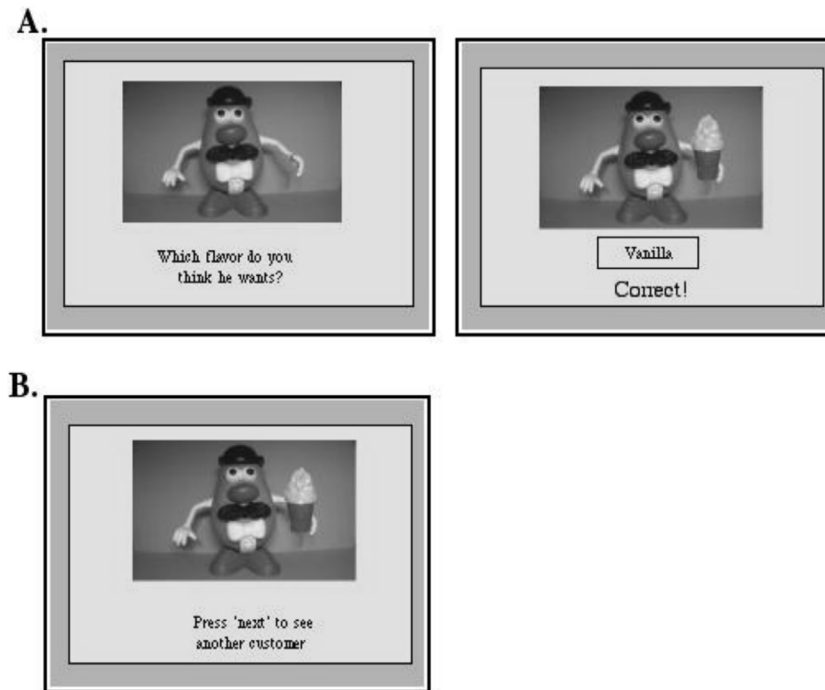 A.
Which flavor do you
think he wants?
Vanilla
Correct!
B.
Press 'next' to see
another customer